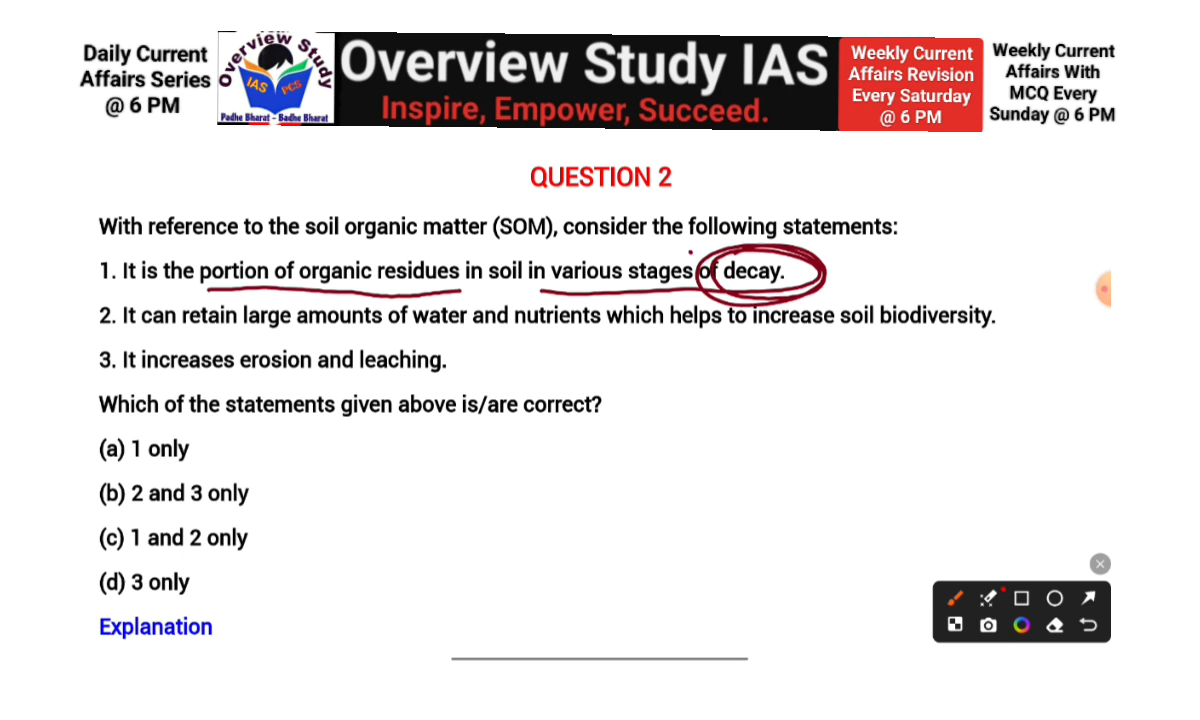 Daily Current
Affairs Series
@ 6 PM
Overview Study
IAS PCS
Padhe Bharat - Badhe Bharat
Overview Study IAS
Inspire, Empower, Succeed.
Weekly Current
Affairs Revision
Every Saturday
@ 6 PM
Weekly Current
Affairs With
MCQ Every
Sunday @ 6 PM
QUESTION 2
With reference to the soil organic matter (SOM), consider the following statements:
1. It is the portion of organic residues in soil in various stages of decay.
2. It can retain large amounts of water and nutrients which helps to increase soil biodiversity.
3. It increases erosion and leaching.
Which of the statements given above is/are correct?
(a) 1 only
(b) 2 and 3 only
(c) 1 and 2 only
(d) 3 only
Explanation